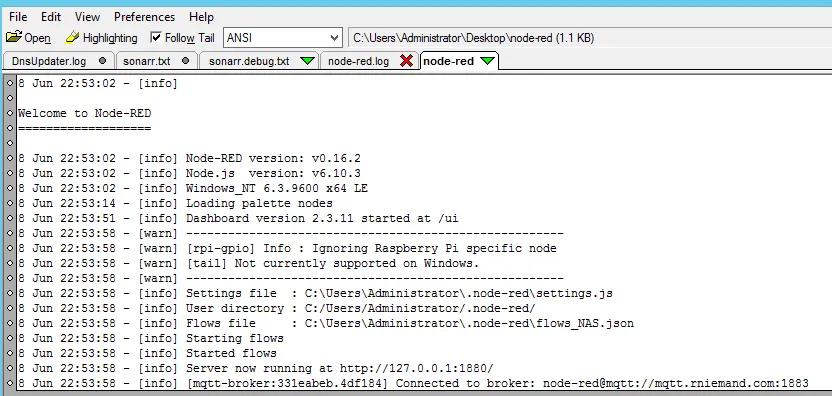 File Edit View Preferences Help
Open Highlighting Follow Tail ANSI C:\Users\Administrator\Desktop\node-red (1.1 KB)
DnsUpdater.log sonarr.txt sonarr.debug.txt node-red.log node-red
8 Jun 22:53:02 - [info]
Welcome to Node-RED
===================
8 Jun 22:53:02 - [info] Node-RED version: v0.16.2
8 Jun 22:53:02 - [info] Node.js  version: v6.10.3
8 Jun 22:53:02 - [info] Windows_NT 6.3.9600 x64 LE
8 Jun 22:53:14 - [info] Loading palette nodes
8 Jun 22:53:51 - [info] Dashboard version 2.3.11 started at /ui
8 Jun 22:53:58 - [warn] ------------------------------------------------------
8 Jun 22:53:58 - [warn] [rpi-gpio] Info : Ignoring Raspberry Pi specific node
8 Jun 22:53:58 - [warn] [tail] Not currently supported on Windows.
8 Jun 22:53:58 - [warn] ------------------------------------------------------
8 Jun 22:53:58 - [info] Settings file  : C:\Users\Administrator\.node-red\settings.js
8 Jun 22:53:58 - [info] User directory : C:/Users/Administrator/.node-red/
8 Jun 22:53:58 - [info] Flows file     : C:\Users\Administrator\.node-red\flows_NAS.json
8 Jun 22:53:58 - [info] Starting flows
8 Jun 22:53:58 - [info] Started flows
8 Jun 22:53:58 - [info] Server now running at http://127.0.0.1:1880/
8 Jun 22:53:58 - [info] [mqtt-broker:331eabeb.4df184] Connected to broker: node-red@mqtt://mqtt.rniemand.com:1883